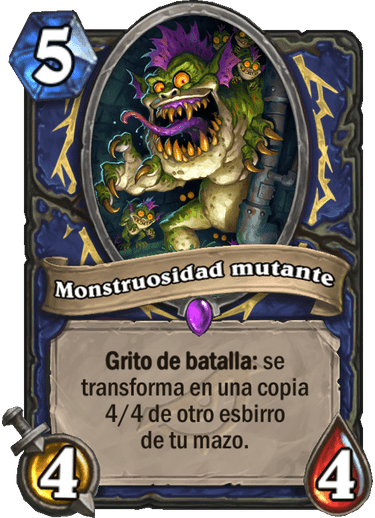 5
Monstruosidad mutante
Grito de batalla: se
transforma en una copia
4/4 de otro esbirro
de tu mazo.
4
4